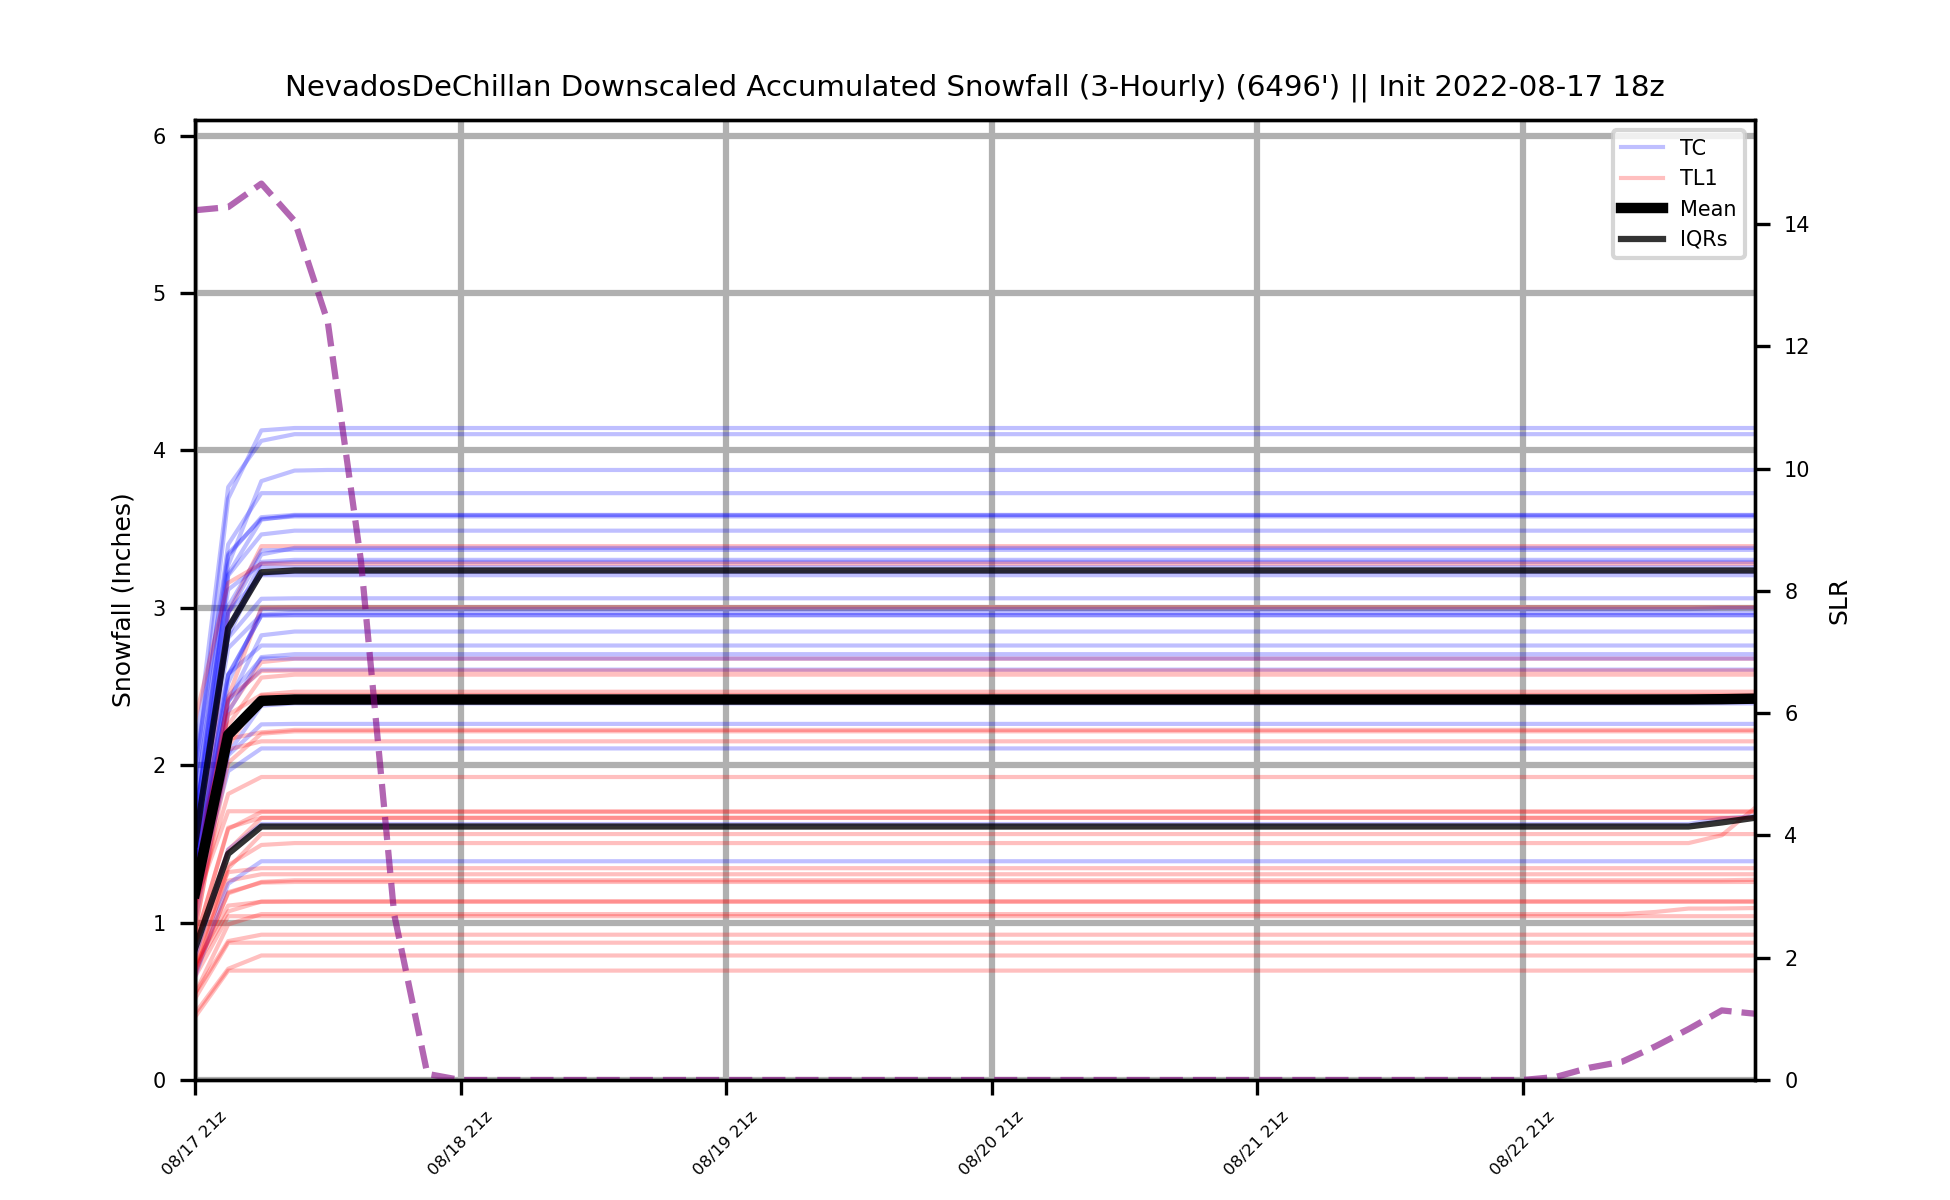 NevadosDeChillan Downscaled Accumulated Snowfall (3-Hourly) (6496') || Init 2022-08-17 18z
TC
TL1
Mean
IQRs
Snowfall (Inches)
6
5
4
3
2
1
0
SLR
14
12
10
8
6
4
2
0
08/17 21z
08/18 21z
08/19 21z
08/20 21z
08/21 21z
08/22 21z